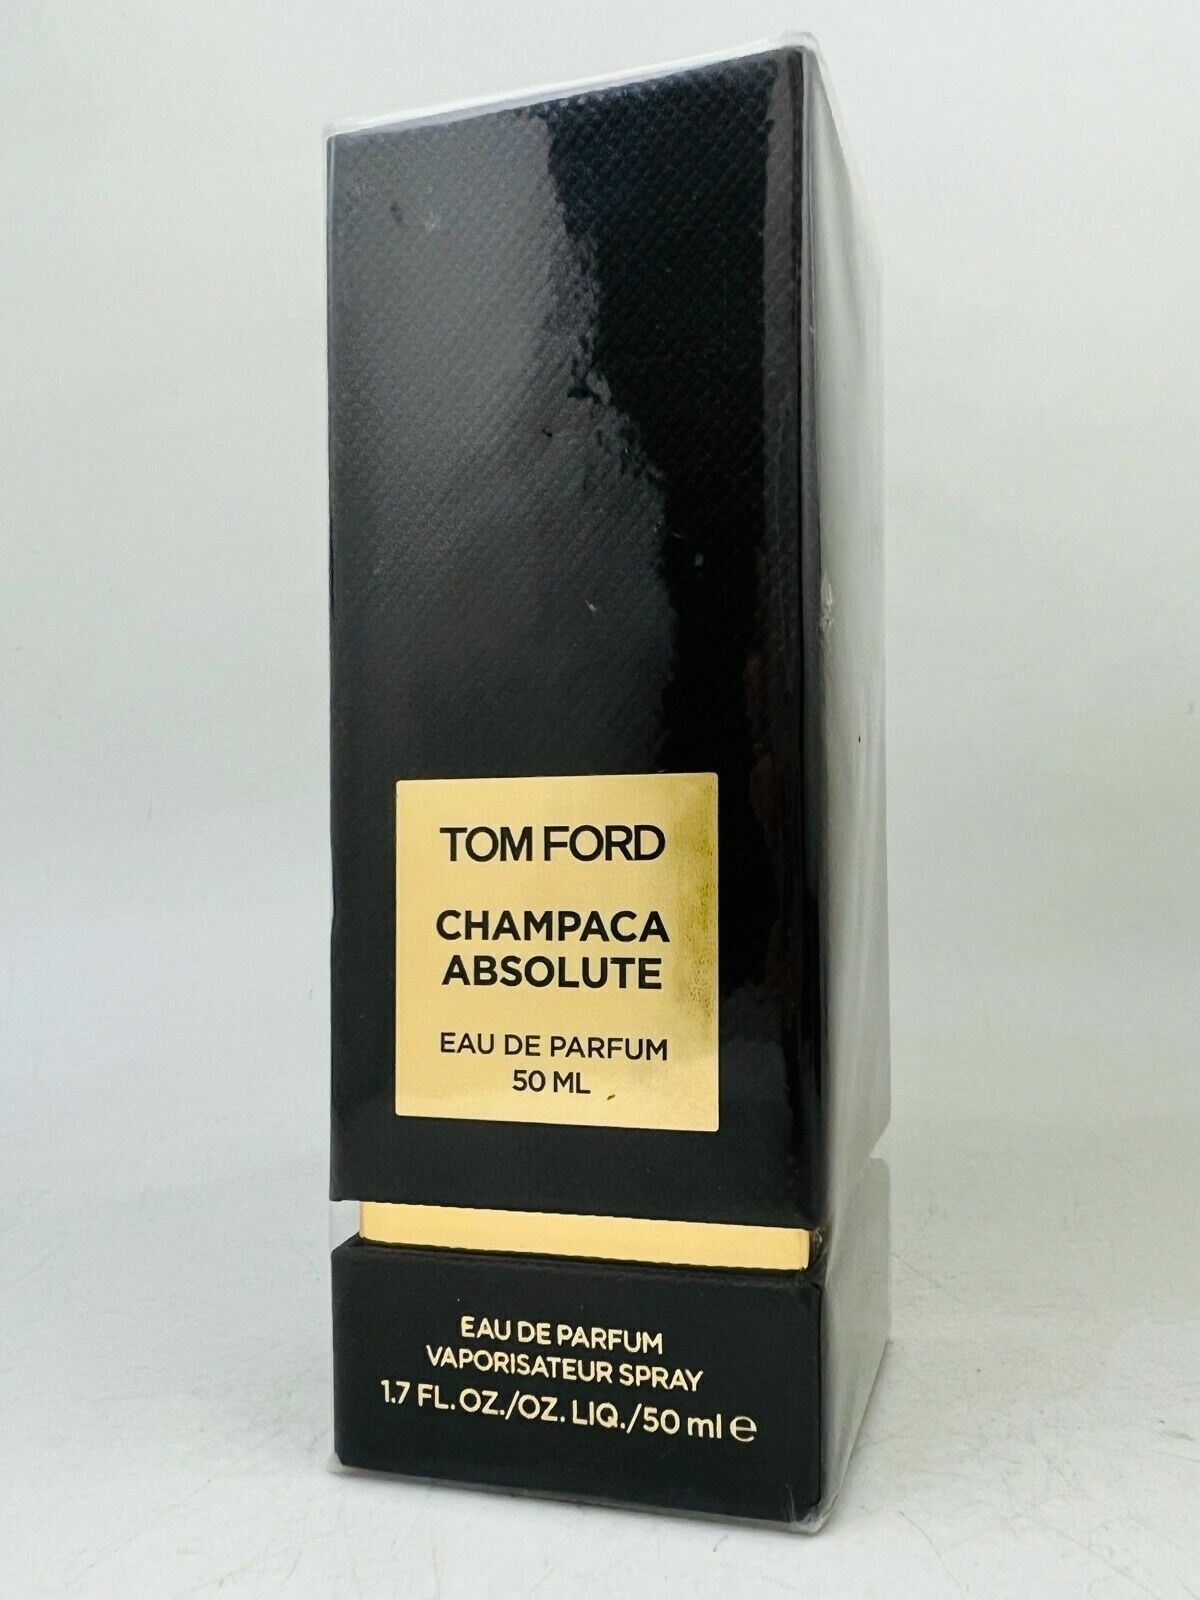 TOM FORD
CHAMPACA
ABSOLUTE
EAU DE PARFUM
50 ML
EAU DE PARFUM
VAPORISATEUR SPRAY
1.7 FL.OZ./OZ. LIQ./50 ml ℮